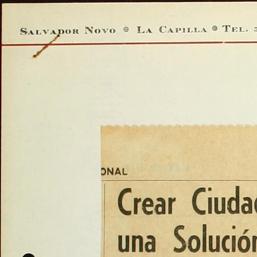 SALVADOR NOVO ® LA CAPILLA ® TEL.
ONAL
Crear Ciuda
una Solución